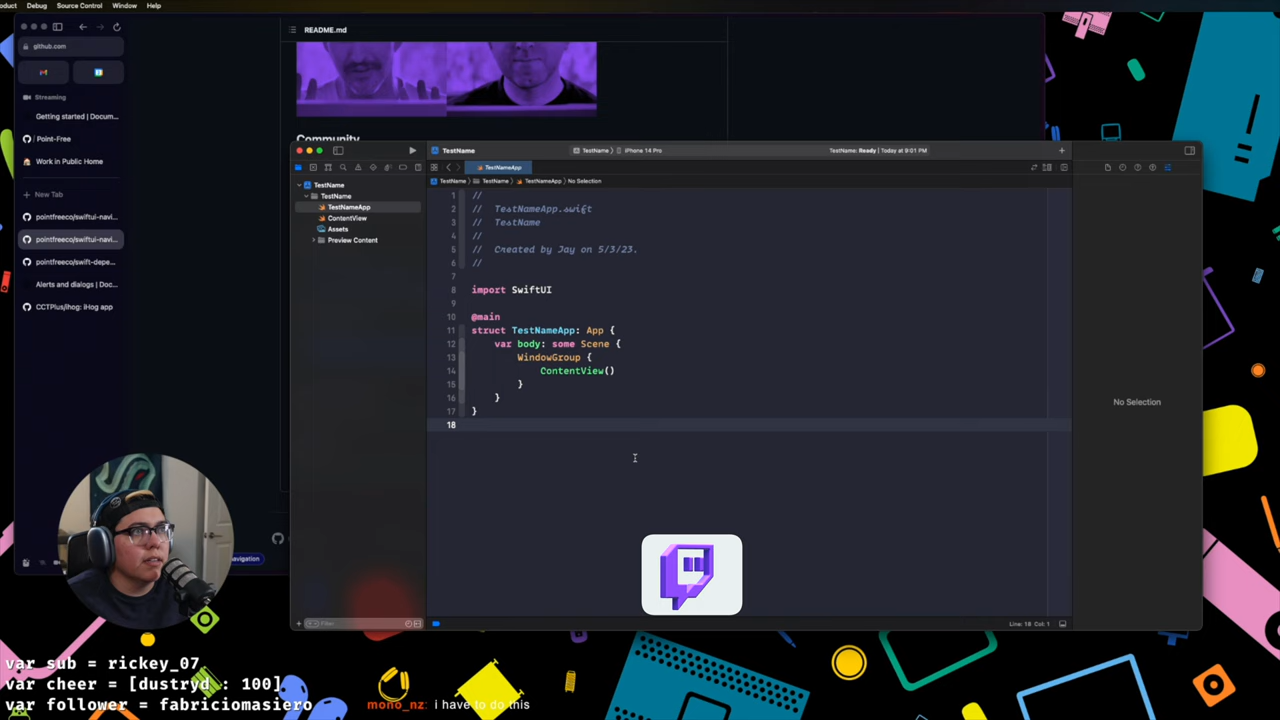 oduct Debug Source Control Window Help
github.com
Streaming
Getting started | Docum...
/ Point-Free
Work in Public Home
New Tab
pointfreeco/swiftui-navi...
pointfreeco/swiftui-navi...
pointfreeco/swift-depe...
Alerts and dialogs | Doc...
CCTPlus/ihog: iHog app
README.md
Community
TestName
TestName
iPhone 14 Pro
TestName: Ready | Today at 9:01 PM
TestNameApp
TestName
TestName
TestNameApp
No Selection
TestName
TestName
TestNameApp
ContentView
Assets
Preview Content
1 //
2 // TestNameApp.swift
3 // TestName
4 //
5 // Created by Jay on 5/3/23.
6 //
7
8 import SwiftUI
9
10 @main
11 struct TestNameApp: App {
12 var body: some Scene {
13 WindowGroup {
14 ContentView()
15 }
16 }
17 }
18
No Selection
Filter
Line: 18 Col: 1
navigation
var sub = rickey_07
var cheer = [dustryd : 100]
var follower = fabriciomasiero
mono_nz: i have to do this